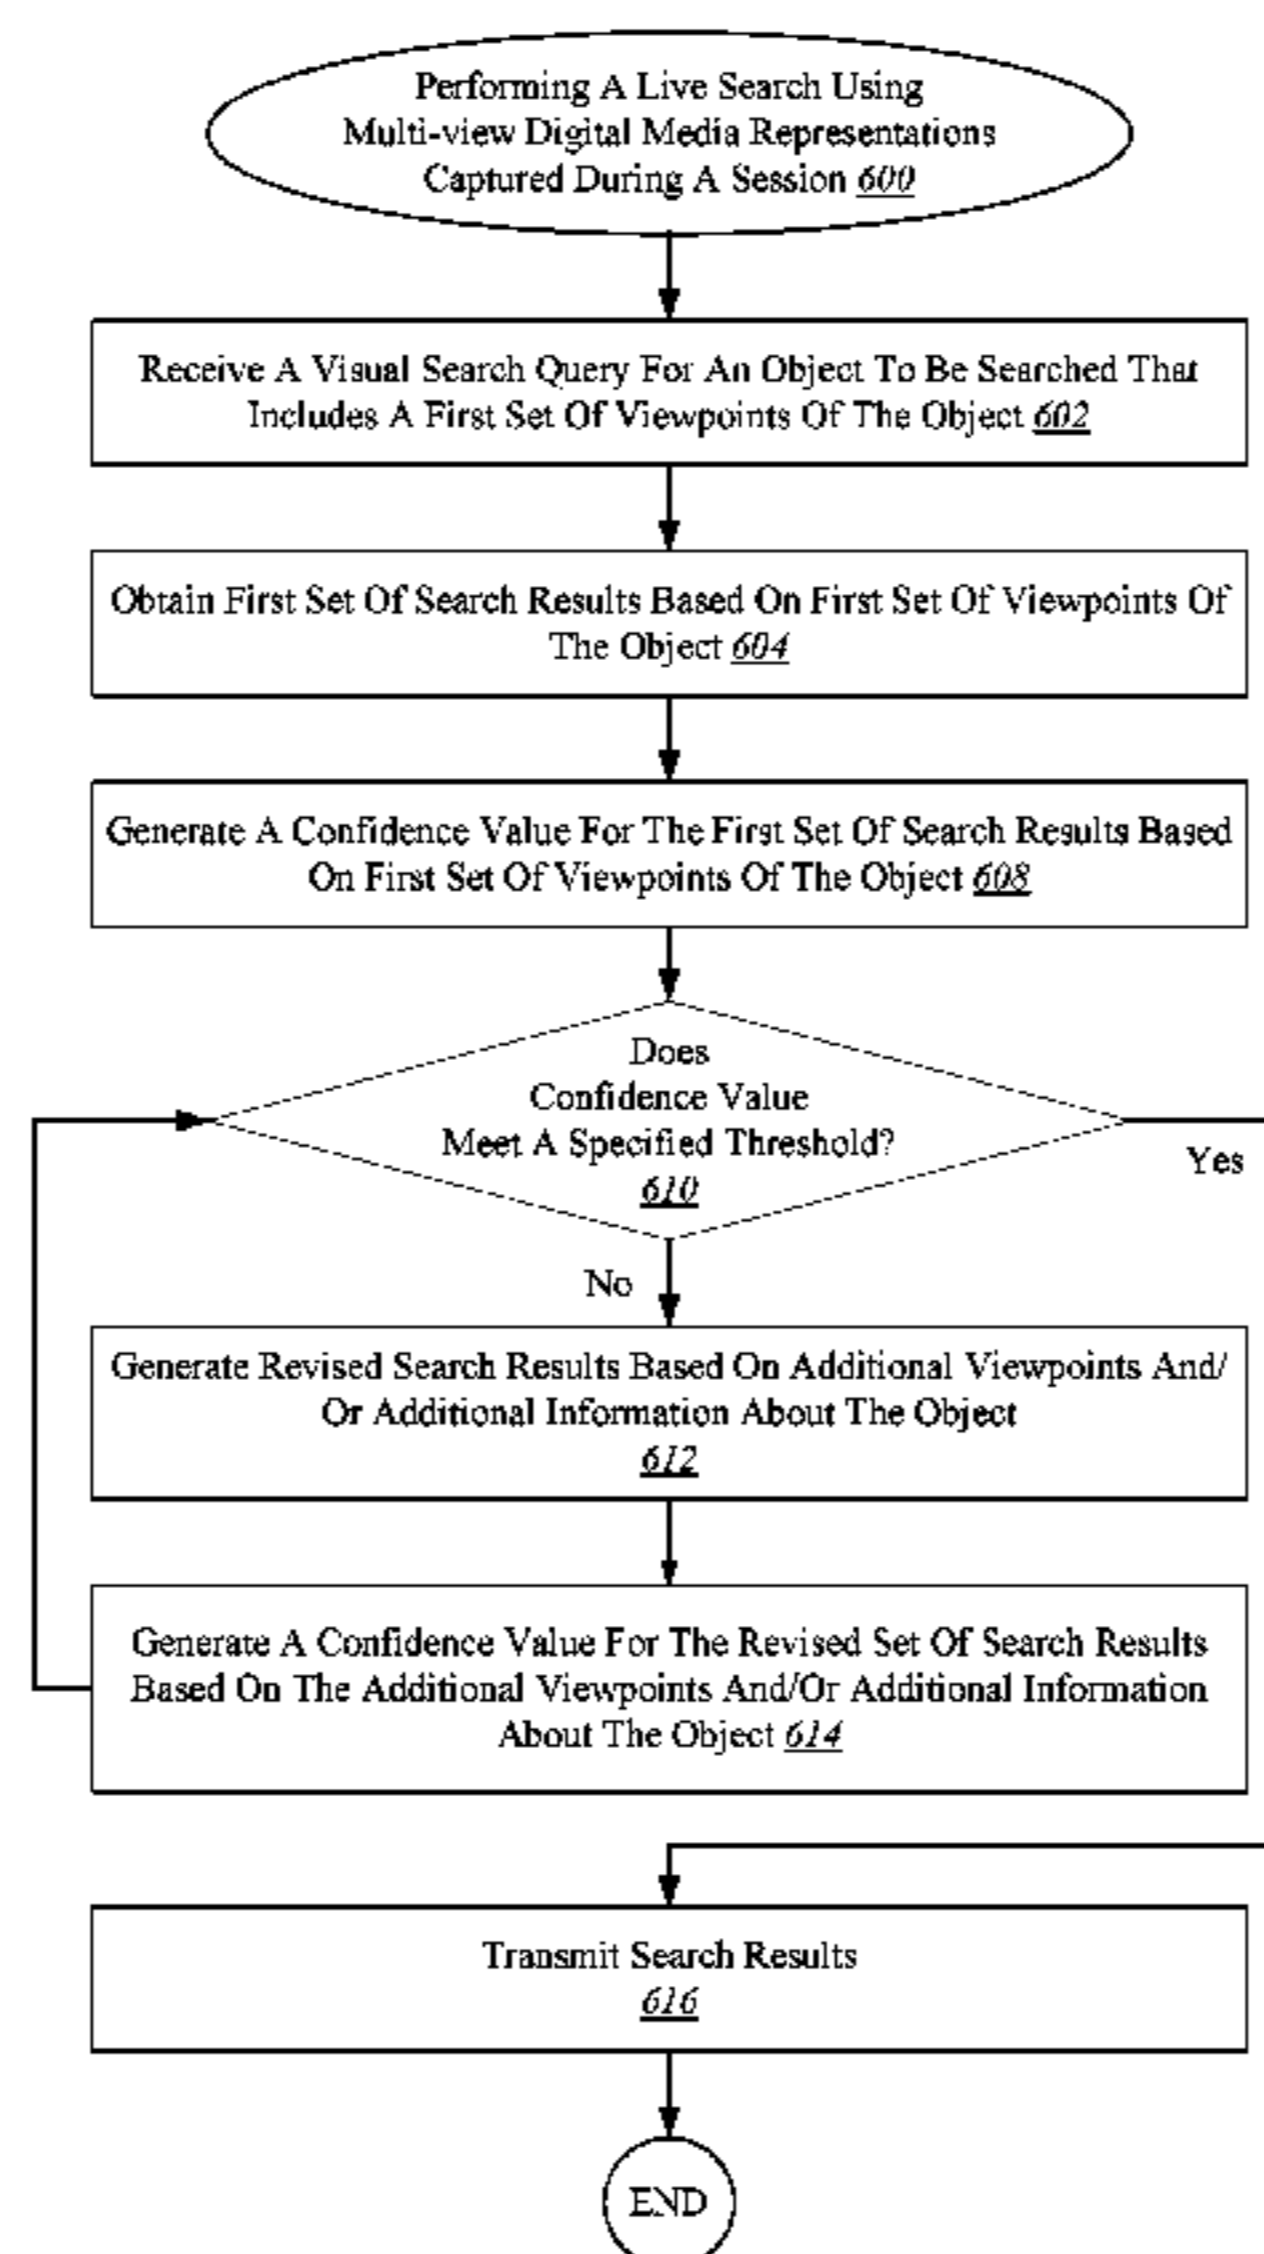 Performing A Live Search Using
Multi-view Digital Media Representations
Captured During A Session 600
Receive A Visual Search Query For An Object To Be Searched That
Includes A First Set Of Viewpoints Of The Object 602
Obtain First Set Of Search Results Based On First Set Of Viewpoints Of
The Object 604
Generate A Confidence Value For The First Set Of Search Results Based
On First Set Of Viewpoints Of The Object 608
Does
Confidence Value
Meet A Specified Threshold?
610
Yes
No
Generate Revised Search Results Based On Additional Viewpoints And/
Or Additional Information About The Object
612
Generate A Confidence Value For The Revised Set Of Search Results
Based On The Additional Viewpoints And/Or Additional Information
About The Object 614
Transmit Search Results
616
END